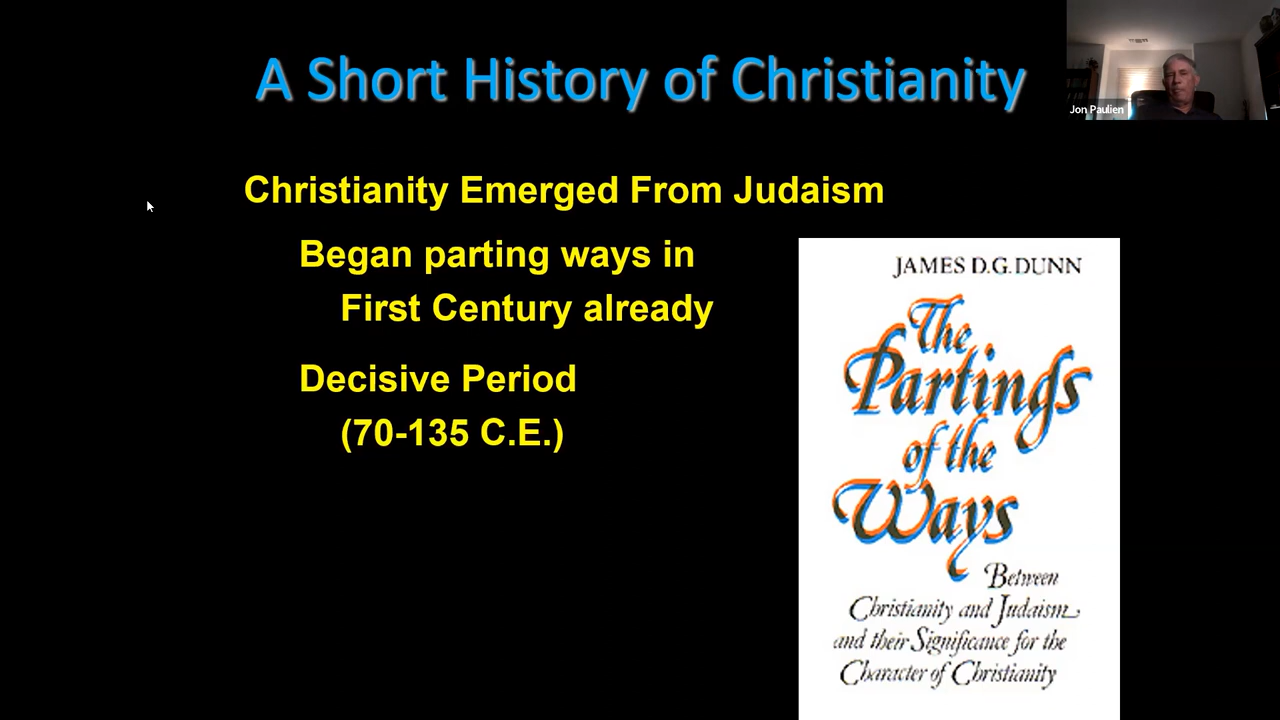 A Short History of Christianity
Jon Paulien
Christianity Emerged From Judaism
Began parting ways in
First Century already
Decisive Period
(70-135 C.E.)
JAMES D.G. DUNN
The
Partings
of the
Ways
Between
Christianity and Judaism
and their Significance for the
Character of Christianity